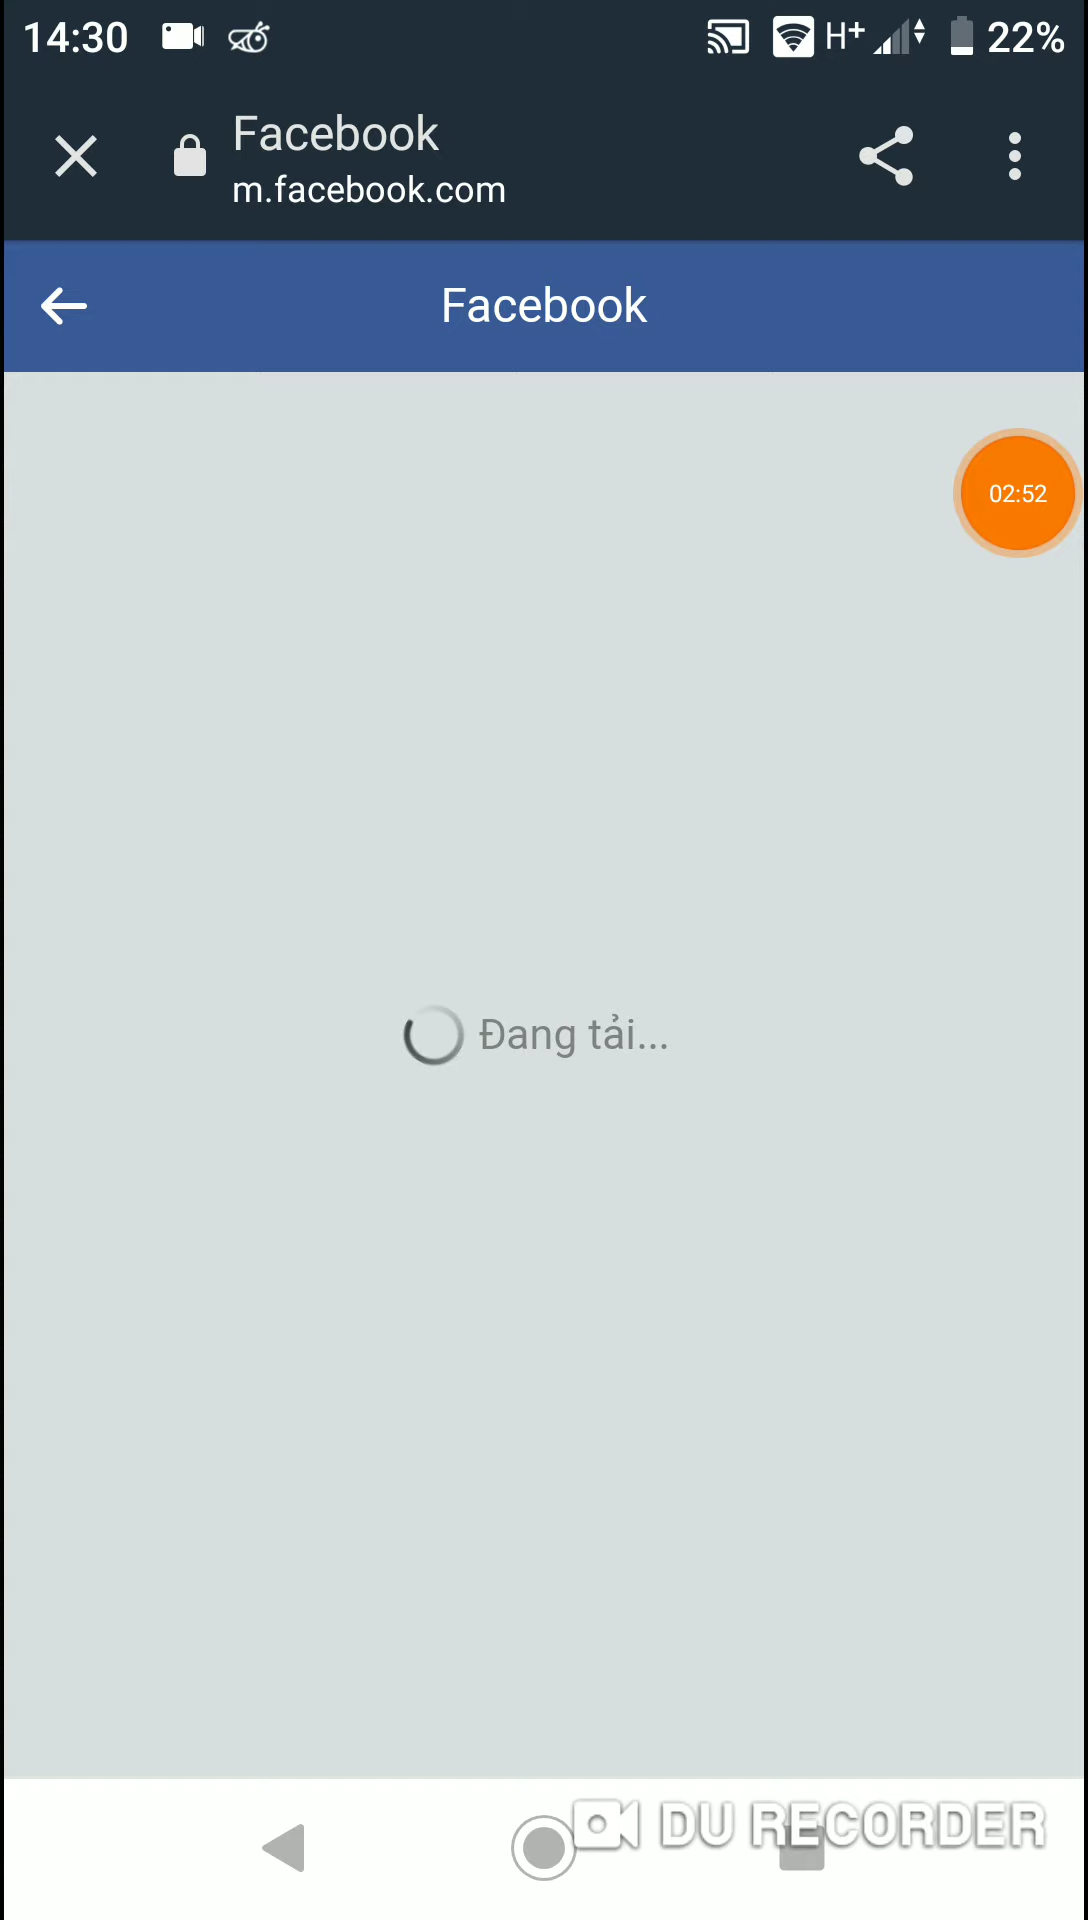 14:30 H+ 22%
Facebook
m.facebook.com
Facebook
02:52
Đang tải...
DU RECORDER